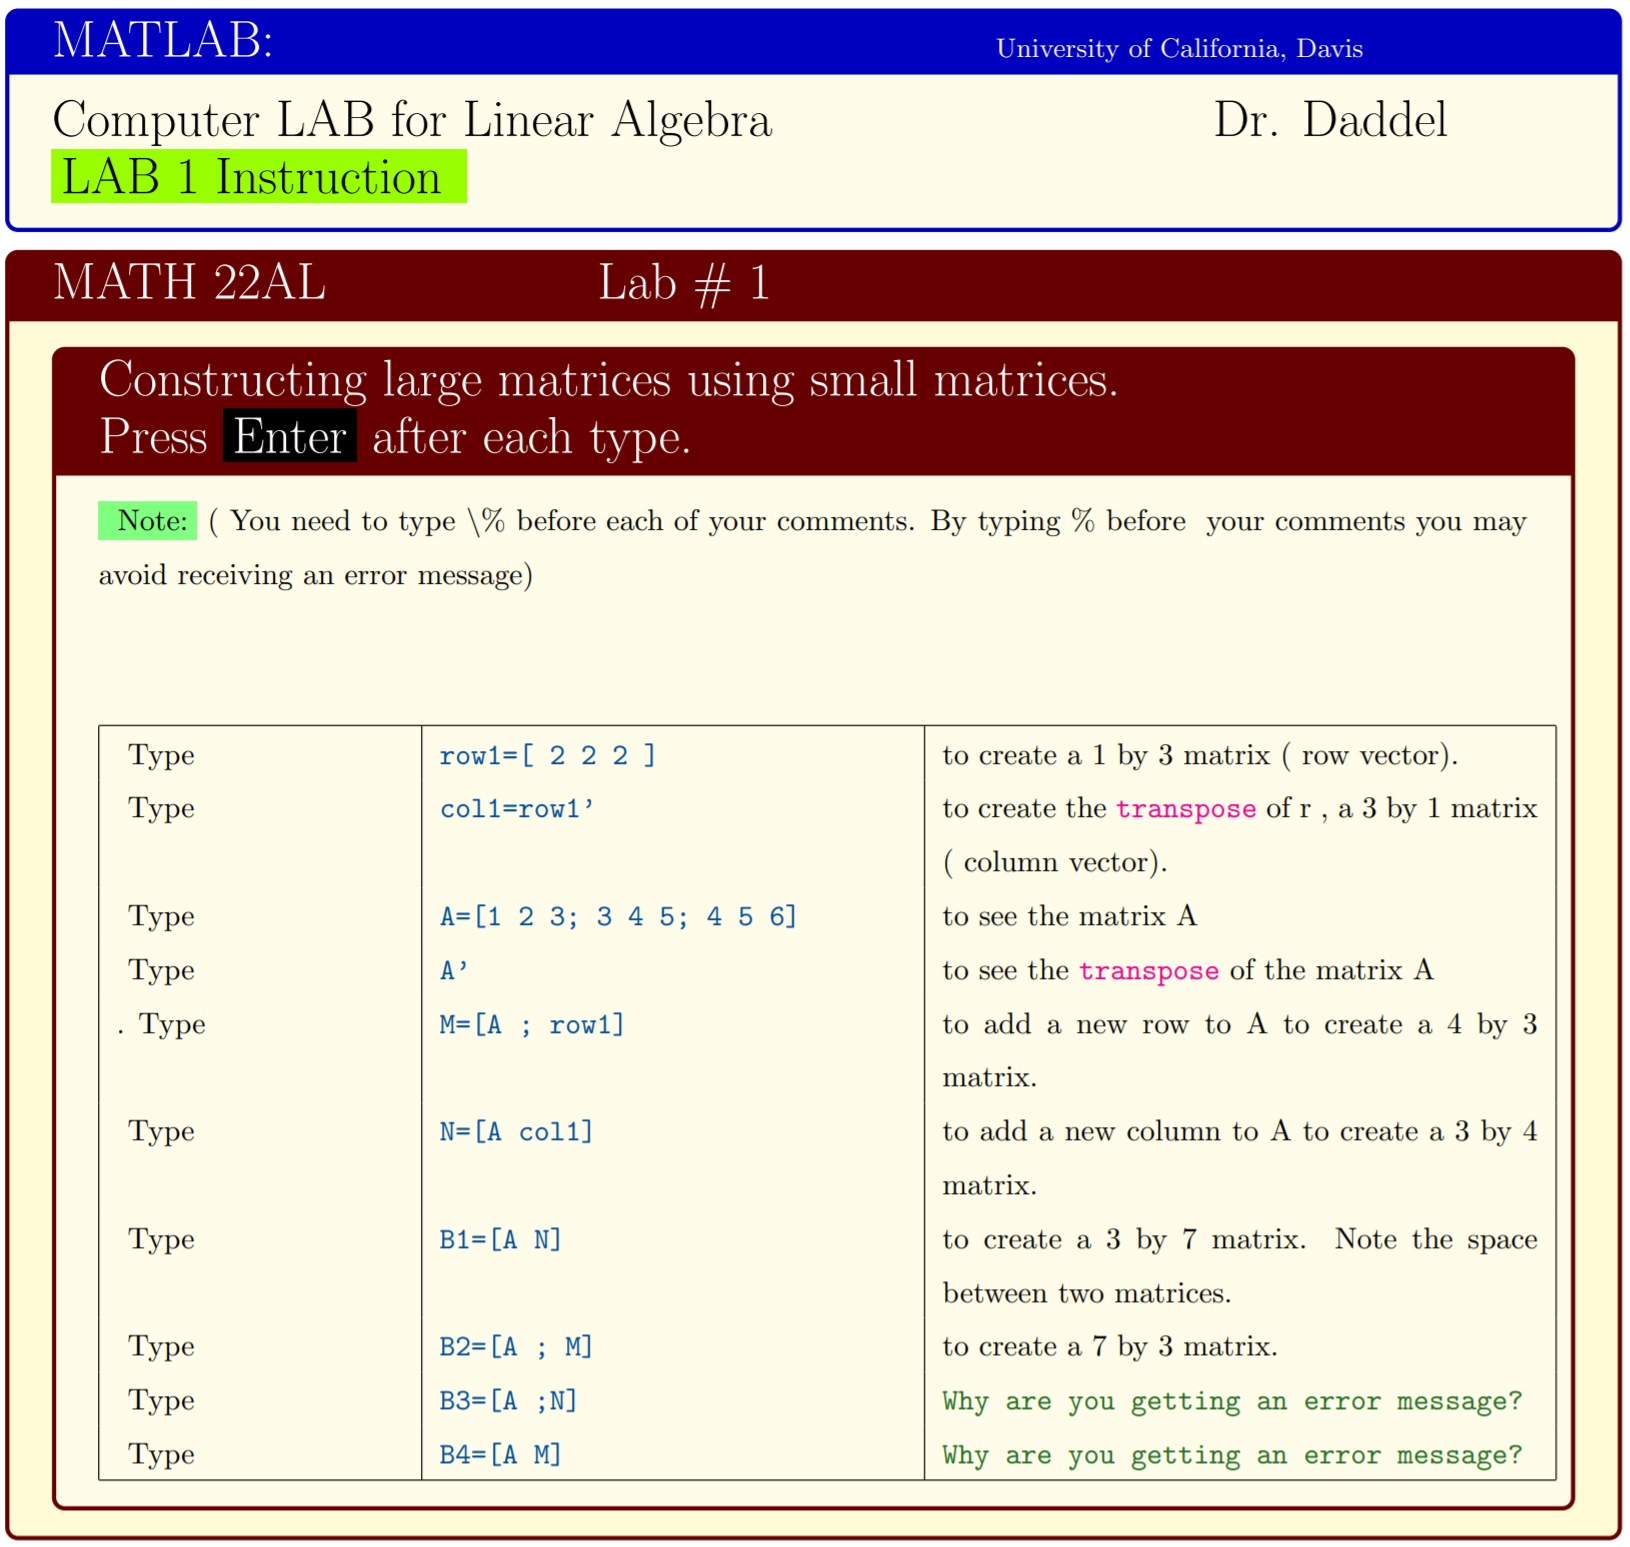 MATLAB: University of California, Davis
Computer LAB for Linear Algebra Dr. Daddel
LAB 1 Instruction
MATH 22AL Lab # 1
Constructing large matrices using small matrices.
Press Enter after each type.
Note: ( You need to type \% before each of your comments. By typing % before your comments you may
avoid receiving an error message)
Type row1=[ 2 2 2 ] to create a 1 by 3 matrix ( row vector).
Type col1=row1’ to create the transpose of r , a 3 by 1 matrix
( column vector).
Type A=[1 2 3; 3 4 5; 4 5 6] to see the matrix A
Type A’ to see the transpose of the matrix A
. Type M=[A ; row1] to add a new row to A to create a 4 by 3
matrix.
Type N=[A col1] to add a new column to A to create a 3 by 4
matrix.
Type B1=[A N] to create a 3 by 7 matrix. Note the space
between two matrices.
Type B2=[A ; M] to create a 7 by 3 matrix.
Type B3=[A ;N] Why are you getting an error message?
Type B4=[A M] Why are you getting an error message?